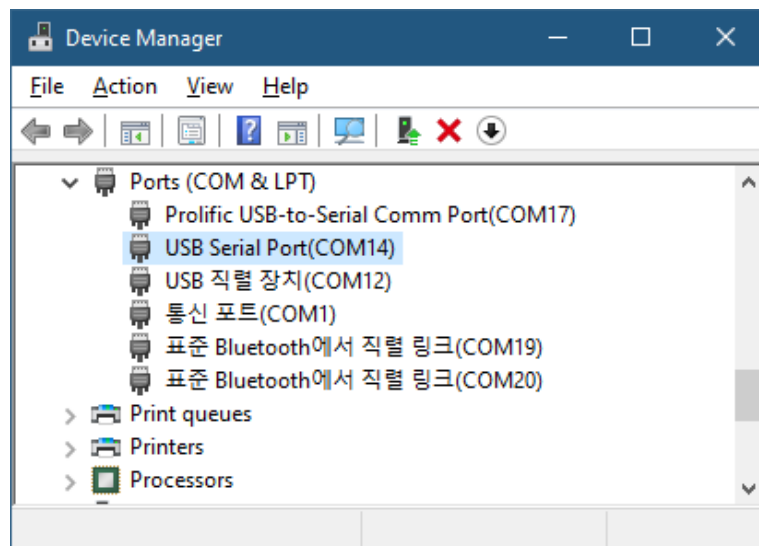 Device Manager
File Action View Help
Ports (COM & LPT)
Prolific USB-to-Serial Comm Port(COM17)
USB Serial Port(COM14)
USB 직렬 장치(COM12)
통신 포트(COM1)
표준 Bluetooth에서 직렬 링크(COM19)
표준 Bluetooth에서 직렬 링크(COM20)
Print queues
Printers
Processors